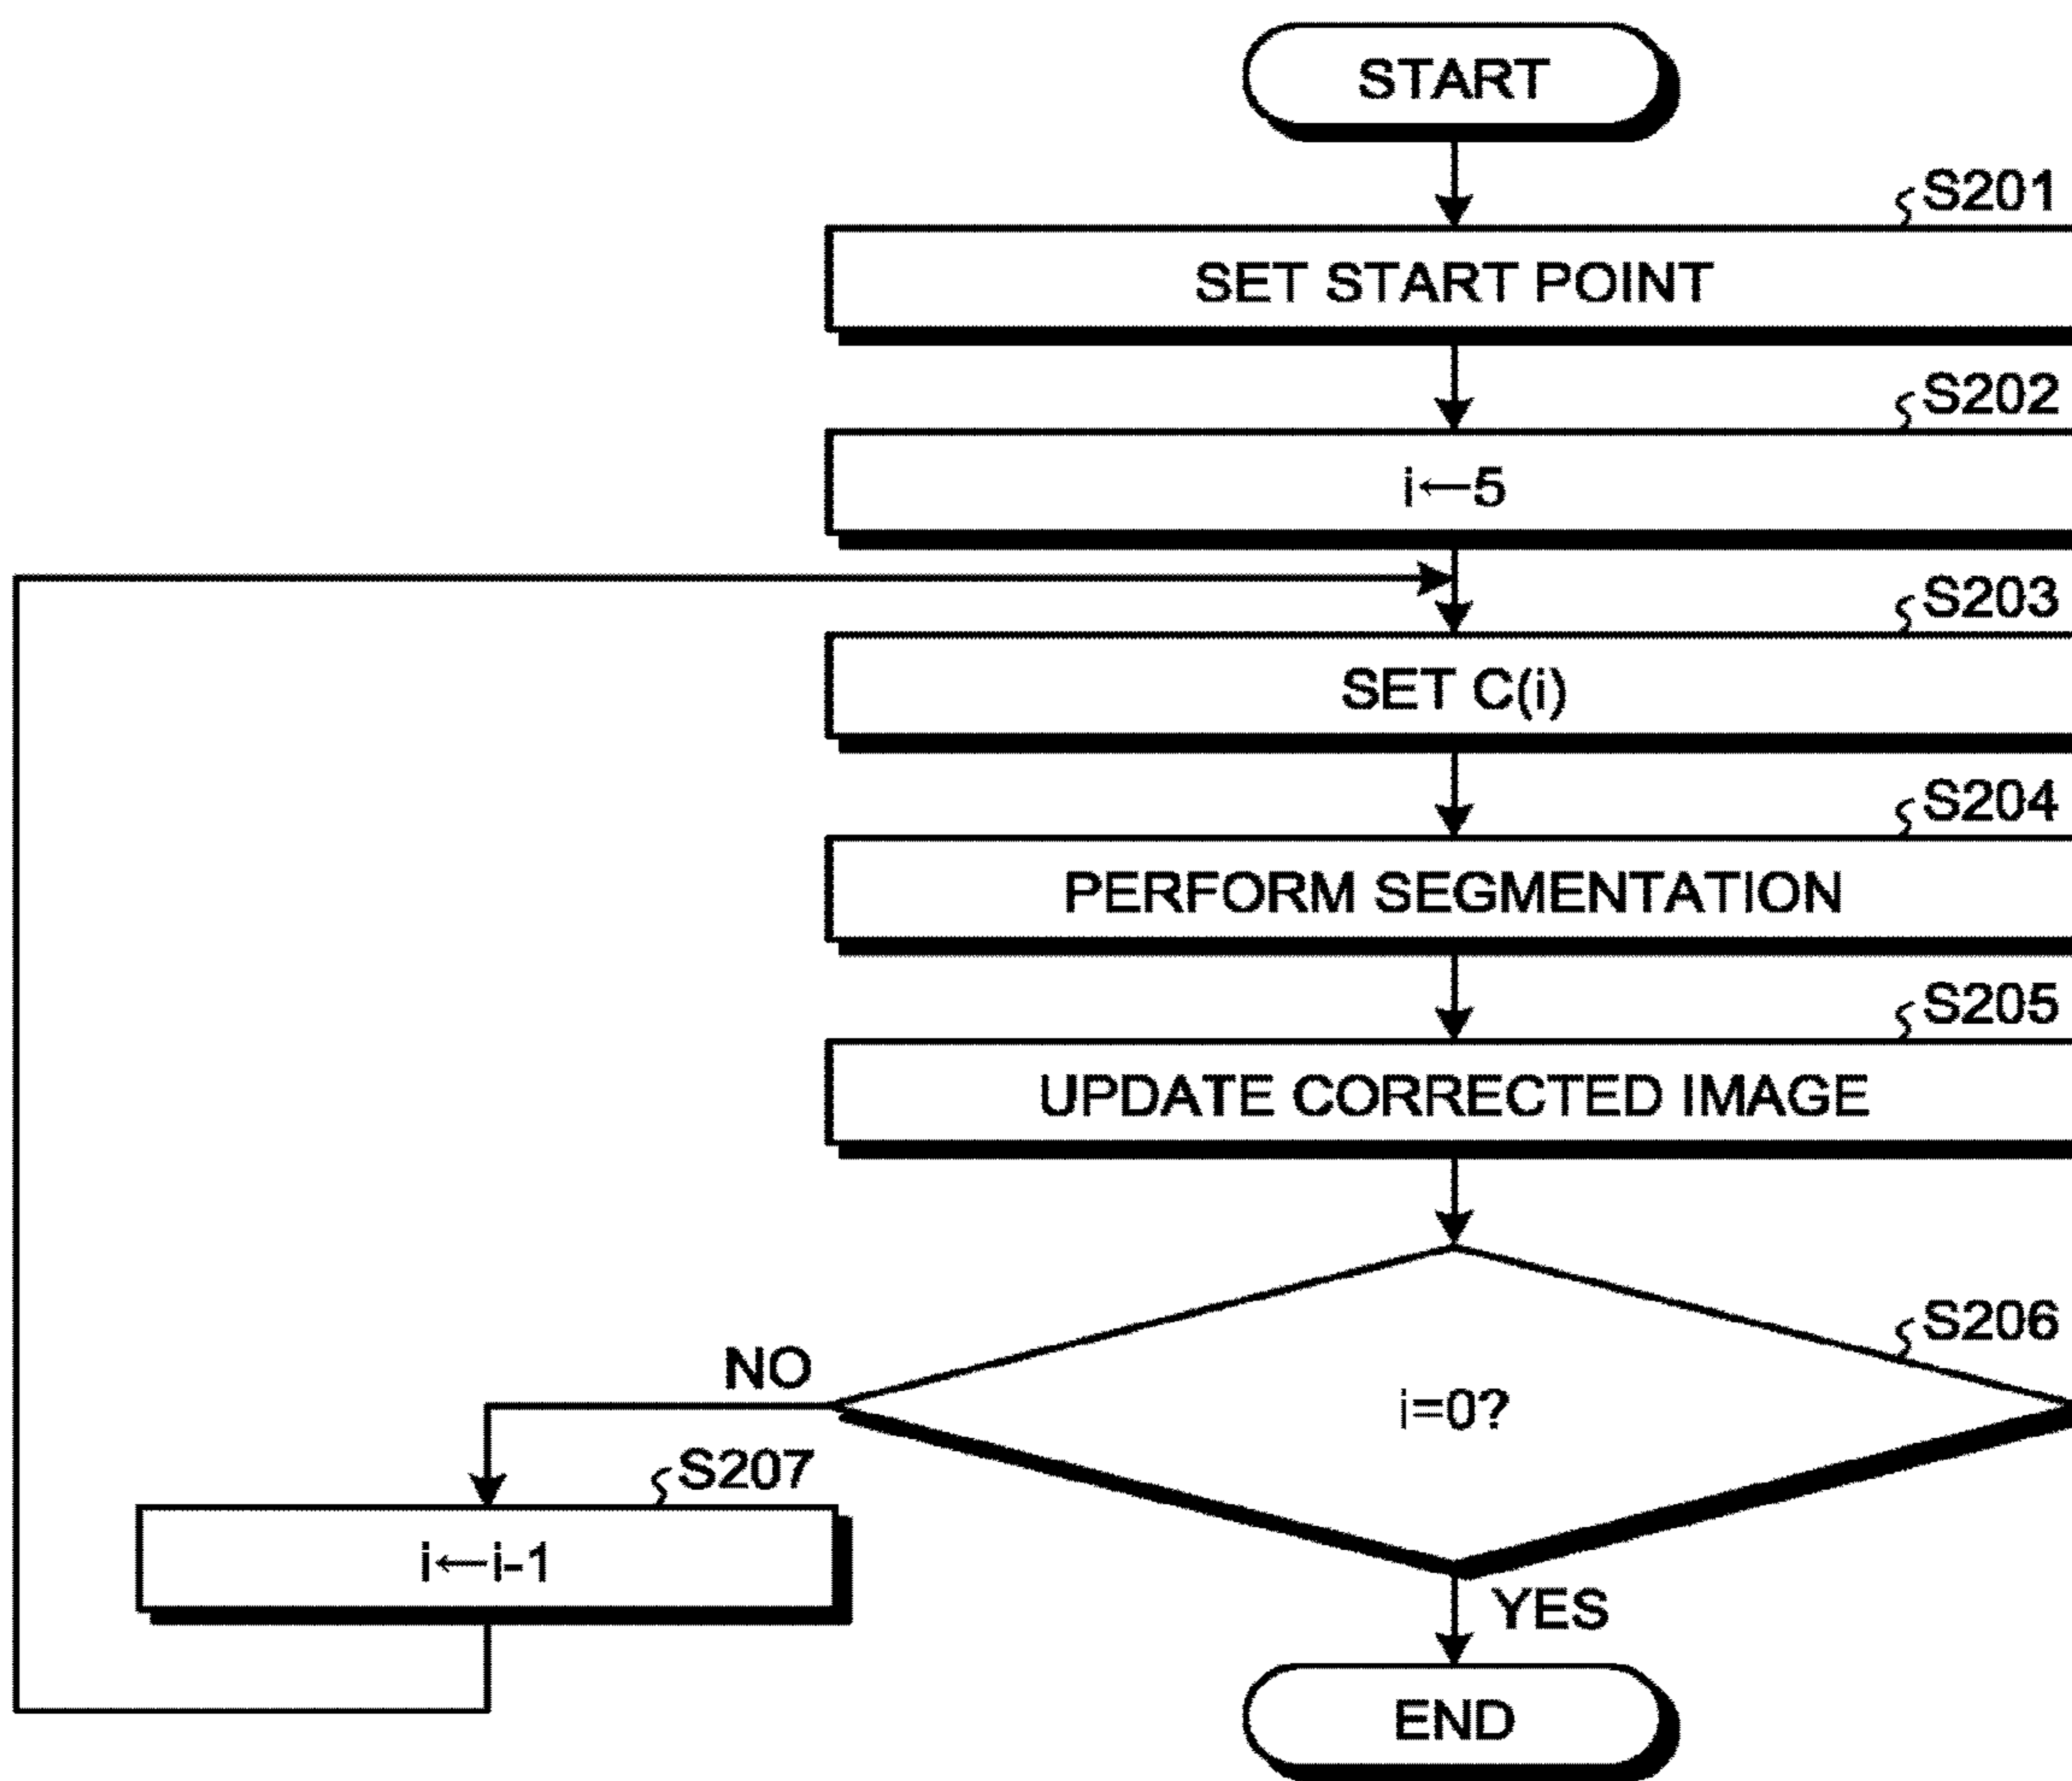 START
S201
SET START POINT
S202
i←5
S203
SET C(i)
S204
PERFORM SEGMENTATION
S205
UPDATE CORRECTED IMAGE
S206
i=0?
NO
S207
i←i-1
YES
END